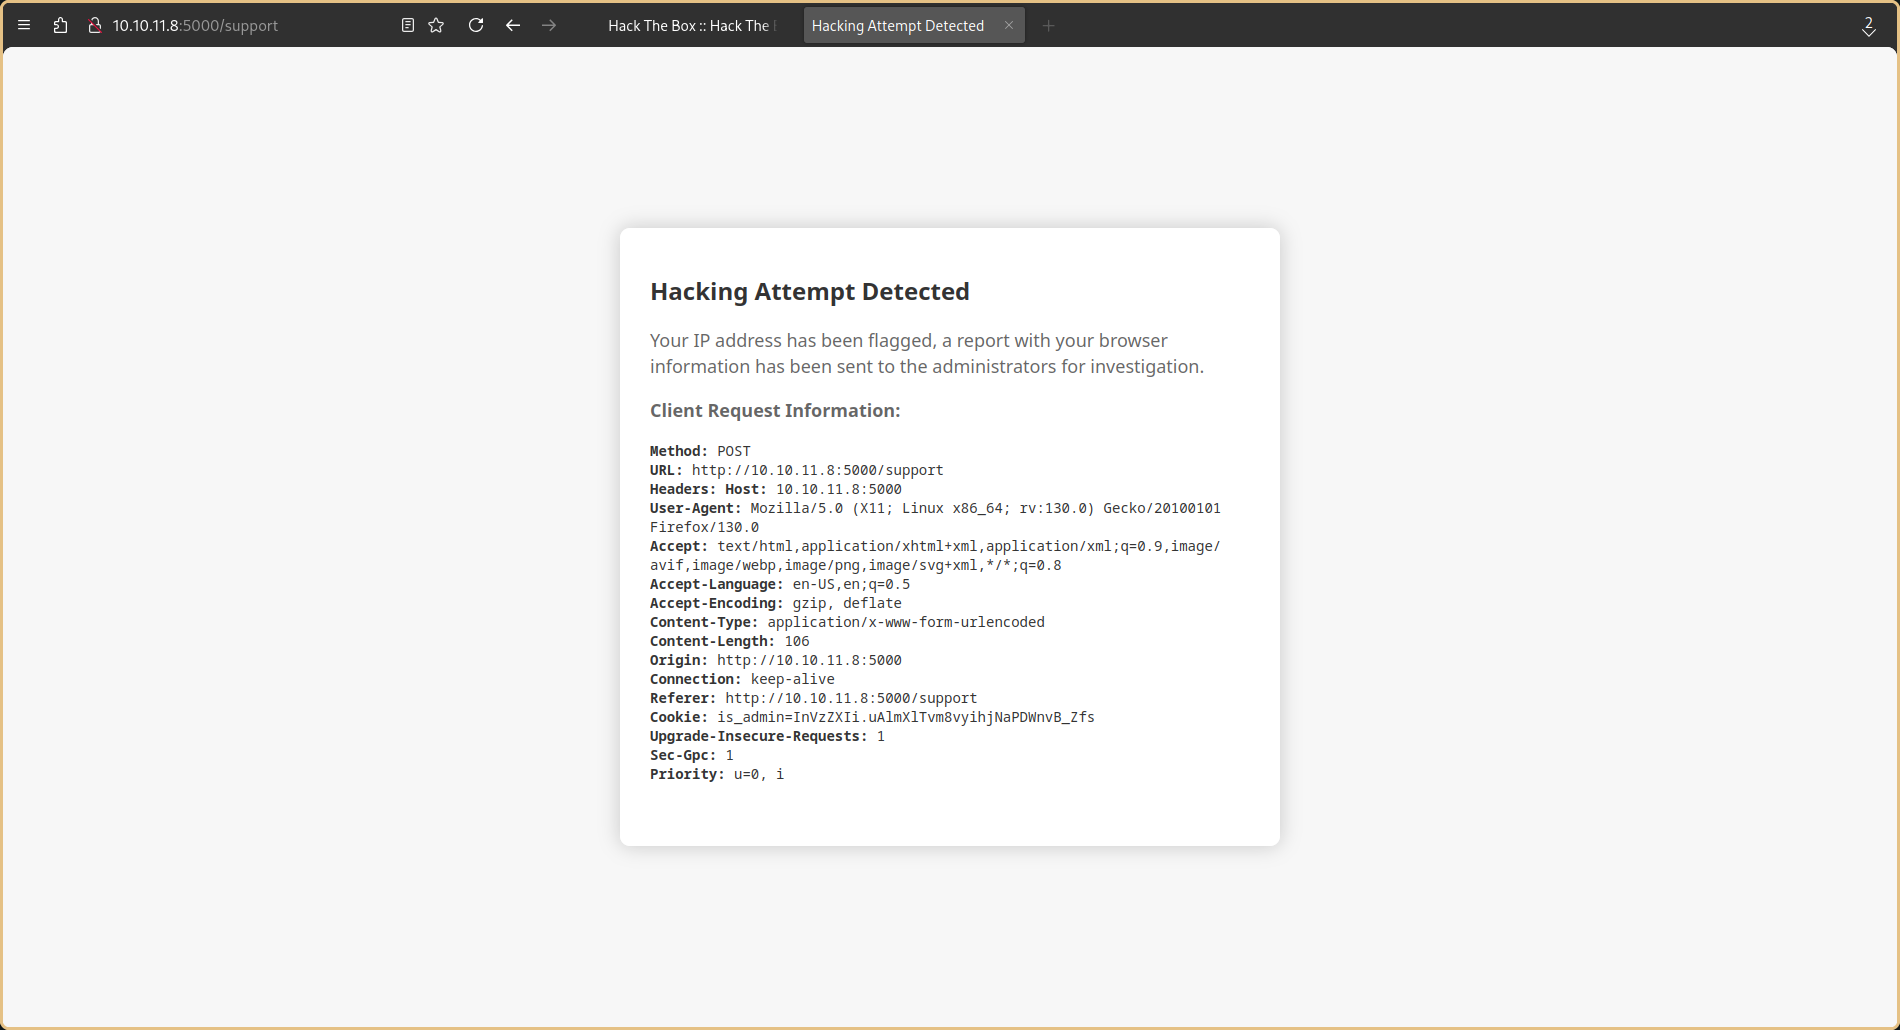 10.10.11.8:5000/support
Hack The Box :: Hack The
Hacking Attempt Detected
2
Hacking Attempt Detected
Your IP address has been flagged, a report with your browser
information has been sent to the administrators for investigation.
Client Request Information:
Method: POST
URL: http://10.10.11.8:5000/support
Headers: Host: 10.10.11.8:5000
User-Agent: Mozilla/5.0 (X11; Linux x86_64; rv:130.0) Gecko/20100101
Firefox/130.0
Accept: text/html,application/xhtml+xml,application/xml;q=0.9,image/
avif,image/webp,image/png,image/svg+xml,*/*;q=0.8
Accept-Language: en-US,en;q=0.5
Accept-Encoding: gzip, deflate
Content-Type: application/x-www-form-urlencoded
Content-Length: 106
Origin: http://10.10.11.8:5000
Connection: keep-alive
Referer: http://10.10.11.8:5000/support
Cookie: is_admin=InVzZXIi.uAlmXlTvm8vyihjNaPDWnvB_Zfs
Upgrade-Insecure-Requests: 1
Sec-Gpc: 1
Priority: u=0, i